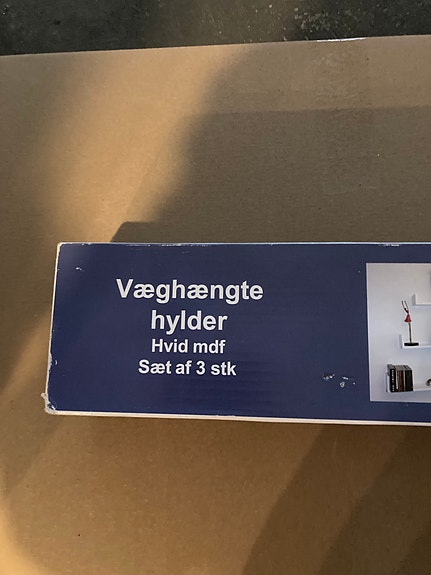 Væghængte
hylder
Hvid mdf
Sæt af 3 stk